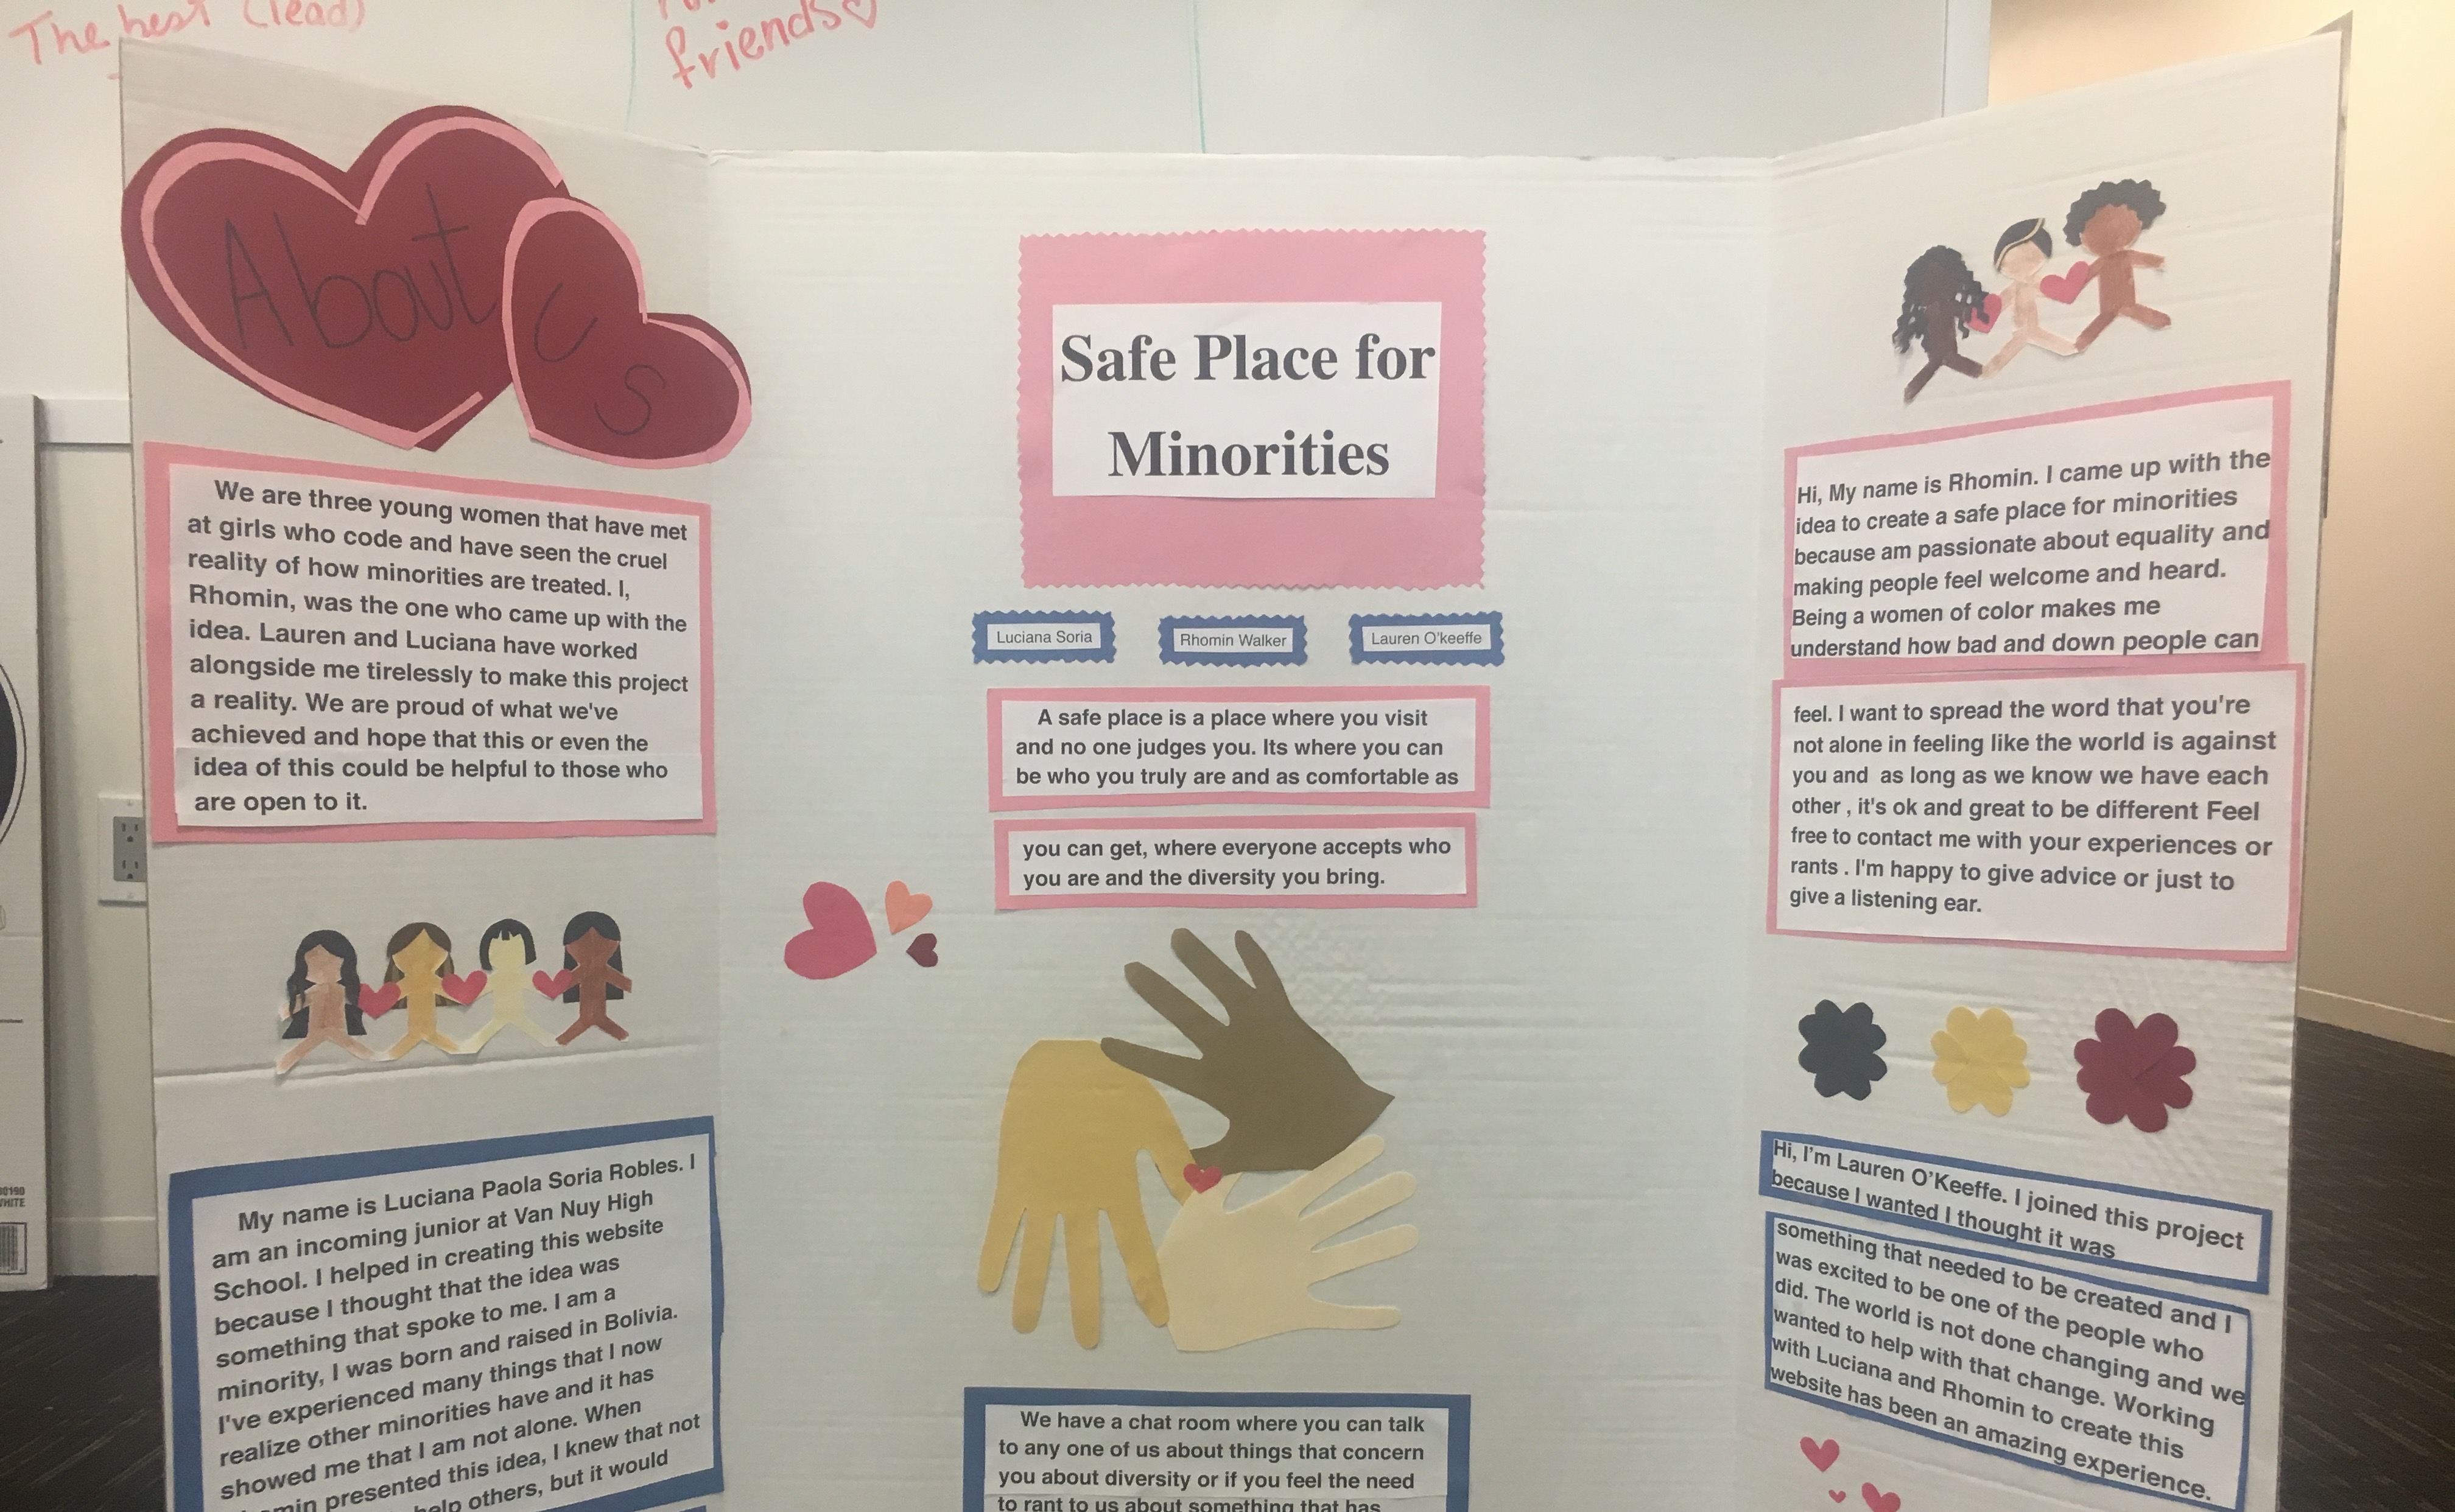 The best (lead)
friends♡
About
Us
We are three young women that have met
at girls who code and have seen the cruel
reality of how minorities are treated. I,
Rhomin, was the one who came up with the
idea. Lauren and Luciana have worked
alongside me tirelessly to make this project
a reality. We are proud of what we've
achieved and hope that this or even the
idea of this could be helpful to those who
are open to it.
My name is Luciana Paola Soria Robles. I
am an incoming junior at Van Nuy High
School. I helped in creating this website
because I thought that the idea was
something that spoke to me. I am a
minority, I was born and raised in Bolivia.
I've experienced many things that I now
realize other minorities have and it has
showed me that I am not alone. When
presented this idea, I knew that not
others, but it would
Safe Place for
Minorities
Luciana Soria
Rhomin Walker
Lauren O'keeffe
A safe place is a place where you visit
and no one judges you. Its where you can
be who you truly are and as comfortable as
you can get, where everyone accepts who
you are and the diversity you bring.
We have a chat room where you can talk
to any one of us about things that concern
you about diversity or if you feel the need
to rant to us about something that has
Hi, My name is Rhomin. I came up with the
idea to create a safe place for minorities
because am passionate about equality and
making people feel welcome and heard.
Being a women of color makes me
understand how bad and down people can
feel. I want to spread the word that you're
not alone in feeling like the world is against
you and as long as we know we have each
other , it's ok and great to be different Feel
free to contact me with your experiences or
rants . I'm happy to give advice or just to
give a listening ear.
Hi, I'm Lauren O'Keeffe. I joined this project
because I wanted I thought it was
something that needed to be created and I
was excited to be one of the people who
did. The world is not done changing and we
wanted to help with that change. Working
with Luciana and Rhomin to create this
website has been an amazing experience.